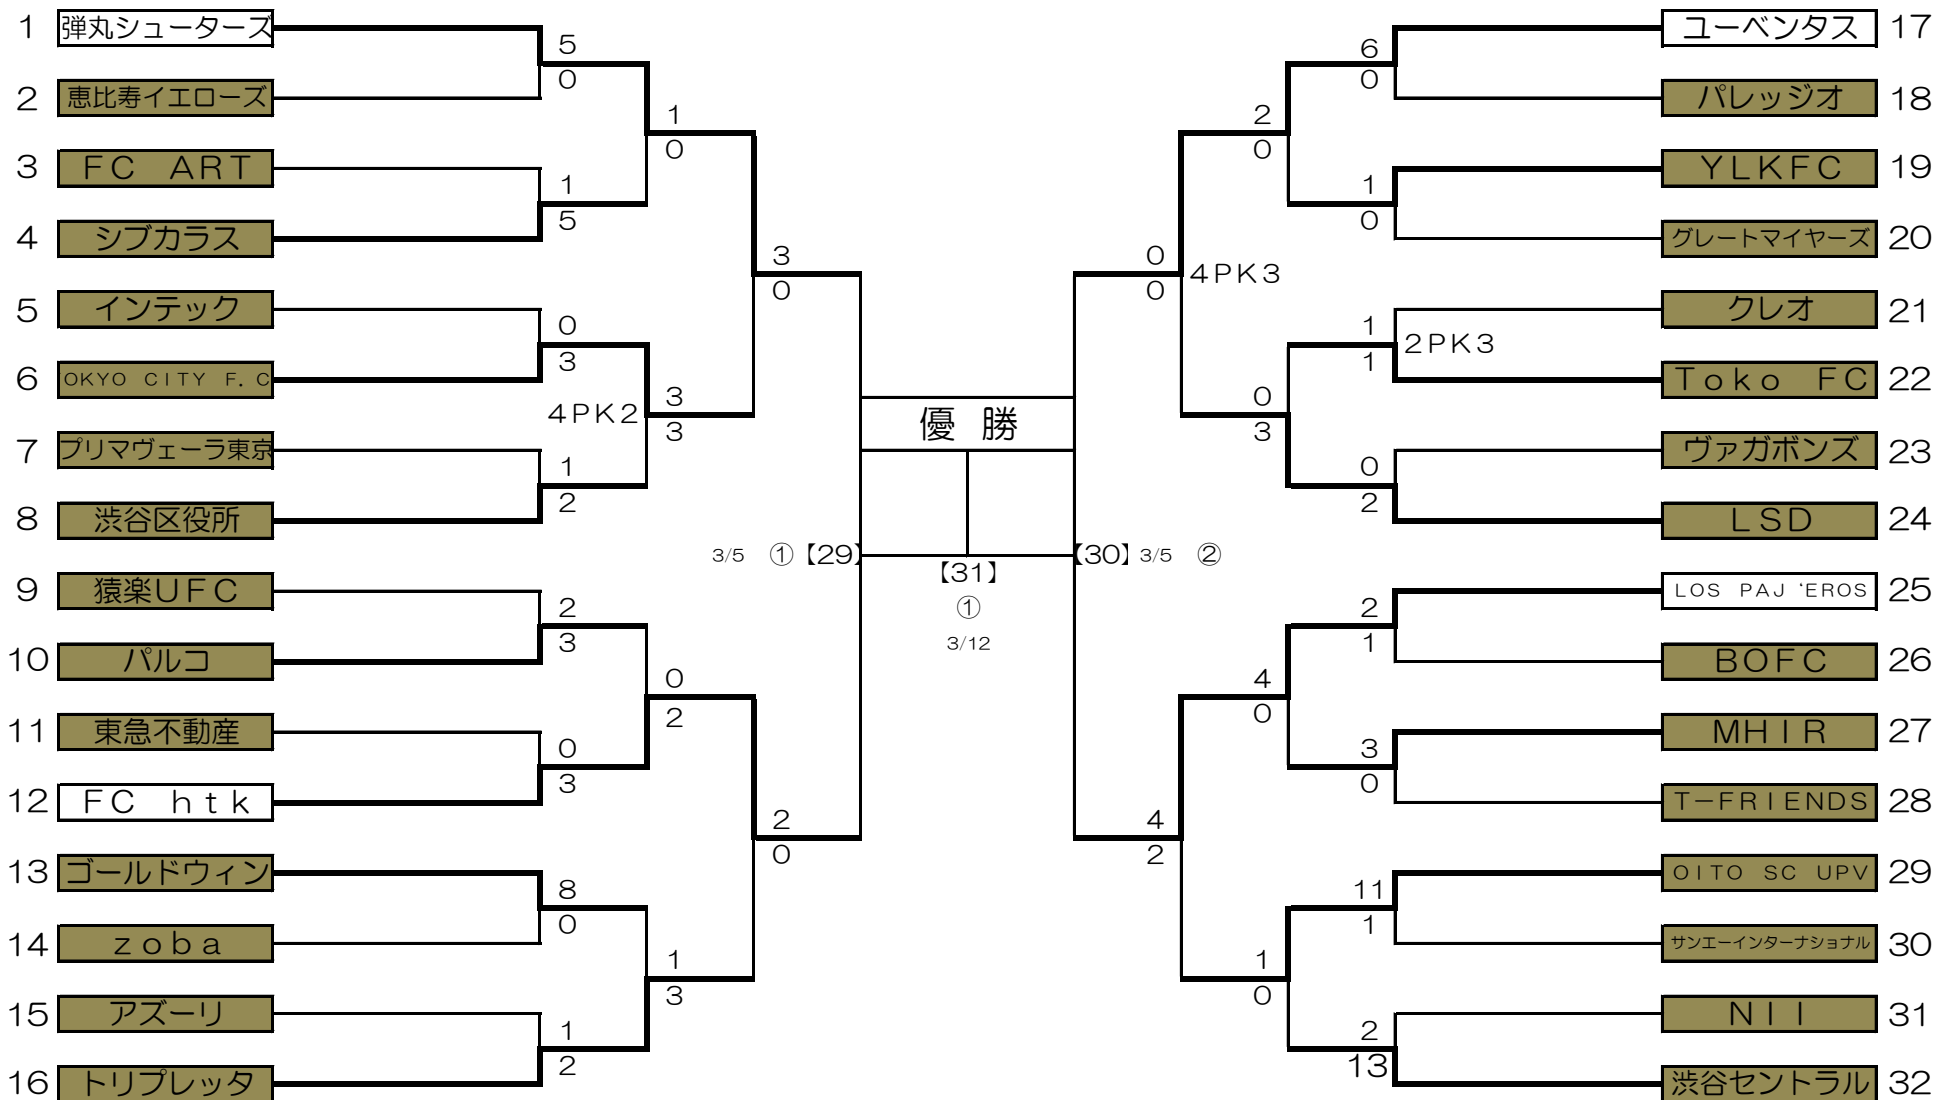 1 弾丸シューターズ
5
0
2 恵比寿イエローズ
1
0
3 ＦＣ ＡＲＴ
1
5
4 シブカラス
3
0
5 インテック
0
3
6 OKYO CITY F.C
4PK2
3
3
7 プリマヴェーラ東京
1
2
8 渋谷区役所
3/5 ① 【29】
9 猿楽UFC
2
3
10 パルコ
0
2
11 東急不動産
0
3
12 FC htk
2
0
13 ゴールドウィン
8
0
14 zoba
1
3
15 アズーリ
1
2
16 トリプレッタ
優 勝
【31】
①
3/12
ユーベンタス 17
6
0
パレッジオ 18
2
0
YLKFC 19
1
0
グレートマイヤーズ 20
0
0
4PK3
クレオ 21
1
1
2PK3
Toko FC 22
0
3
ヴァガボンズ 23
0
2
LSD 24
【30】 3/5 ②
LOS PAJ‘EROS 25
2
1
BOFC 26
4
0
MHIR 27
3
0
T－FRIENDS 28
4
2
OITO SC UPV 29
11
1
サンエーインターナショナル 30
1
0
NII 31
2
13
渋谷セントラル 32